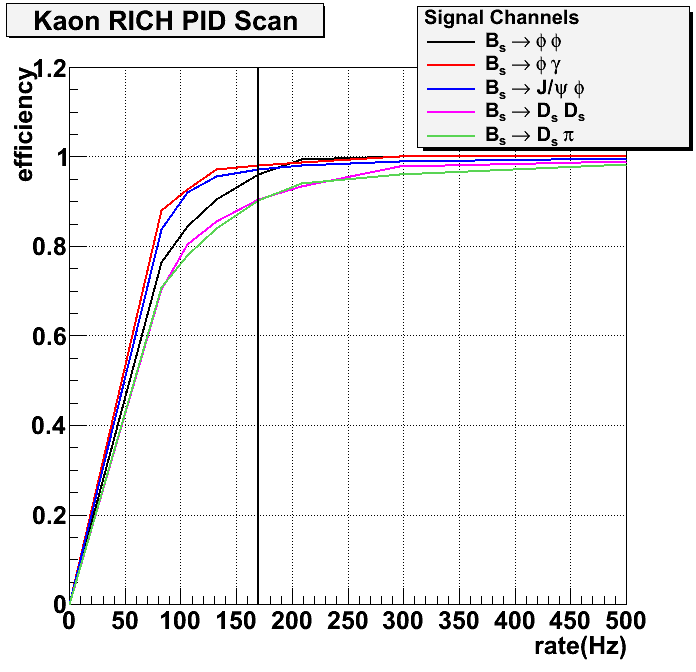 Kaon RICH PID Scan
Signal Channels
Bs → ϕ ϕ
Bs → ϕ γ
Bs → J/ψ ϕ
Bs → Ds Ds
Bs → Ds π
efficiency
1.2
1
0.8
0.6
0.4
0.2
0
0 50 100 150 200 250 300 350 400 450 500
rate(Hz)